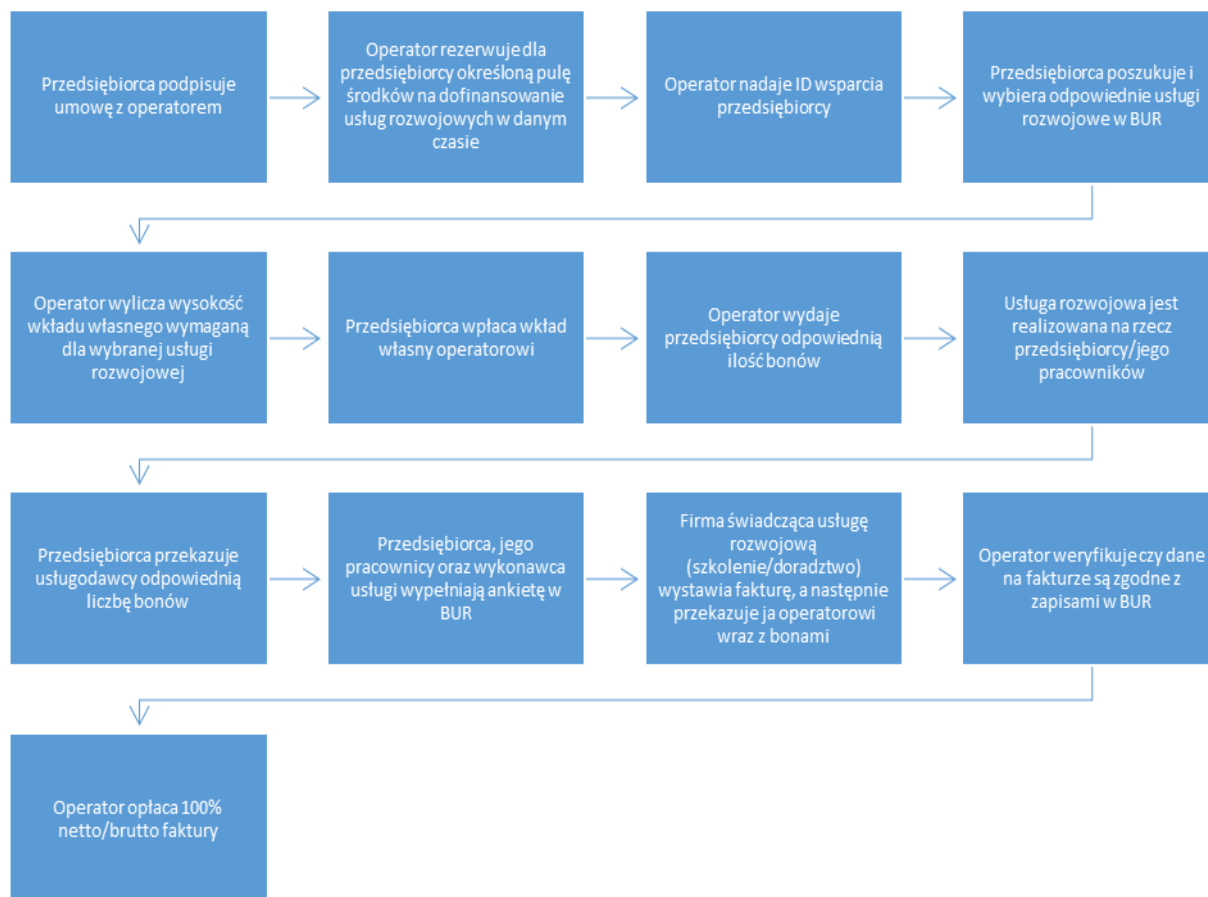 Przedsiębiorca podpisuje
umowę z operatorem
Operator rezerwuje dla
przedsiębiorcy określoną pulę
środków na dofinansowanie
usług rozwojowych w danym
czasie
Operator nadaje ID wsparcia
przedsiębiorcy
Przedsiębiorca poszukuje i
wybiera odpowiednie usługi
rozwojowe w BUR
Operator wylicza wysokość
wkładu własnego wymaganą
dla wybranej usługi
rozwojowej
Przedsiębiorca wpłaca wkład
własny operatorowi
Operator wydaje
przedsiębiorcy odpowiednią
ilość bonów
Usługa rozwojowa jest
realizowana na rzecz
przedsiębiorcy/jego
pracowników
Przedsiębiorca przekazuje
usługodawcy odpowiednią
liczbę bonów
Przedsiębiorca, jego
pracownicy oraz wykonawca
usługi wypełniają ankietę w
BUR
Firma świadcząca usługę
rozwojową
(szkolenie/doradztwo)
wystawia fakturę, a następnie
przekazuje ja operatorowi
wraz z bonami
Operator weryfikuje czy dane
na fakturze są zgodne z
zapisami w BUR
Operator opłaca 100%
netto/brutto faktury